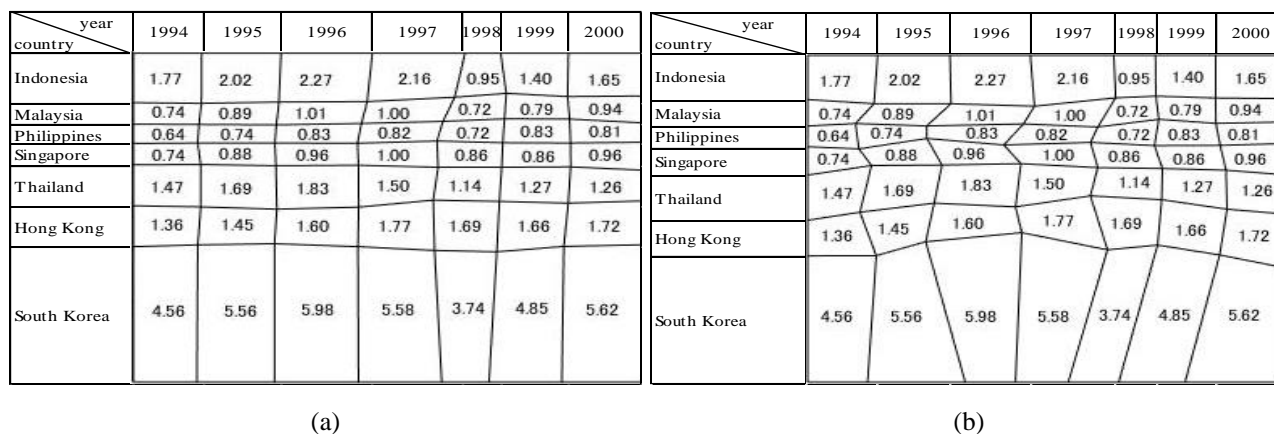 year
country 1994 1995 1996 1997 1998 1999 2000
Indonesia 1.77 2.02 2.27 2.16 0.95 1.40 1.65
Malaysia 0.74 0.89 1.01 1.00 0.72 0.79 0.94
Philippines 0.64 0.74 0.83 0.82 0.72 0.83 0.81
Singapore 0.74 0.88 0.96 1.00 0.86 0.86 0.96
Thailand 1.47 1.69 1.83 1.50 1.14 1.27 1.26
Hong Kong 1.36 1.45 1.60 1.77 1.69 1.66 1.72
South Korea 4.56 5.56 5.98 5.58 3.74 4.85 5.62
(a)
year
country 1994 1995 1996 1997 1998 1999 2000
Indonesia 1.77 2.02 2.27 2.16 0.95 1.40 1.65
Malaysia 0.74 0.89 1.01 1.00 0.72 0.79 0.94
Philippines 0.64 0.74 0.83 0.82 0.72 0.83 0.81
Singapore 0.74 0.88 0.96 1.00 0.86 0.86 0.96
Thailand 1.47 1.69 1.83 1.50 1.14 1.27 1.26
Hong Kong 1.36 1.45 1.60 1.77 1.69 1.66 1.72
South Korea 4.56 5.56 5.98 5.58 3.74 4.85 5.62
(b)